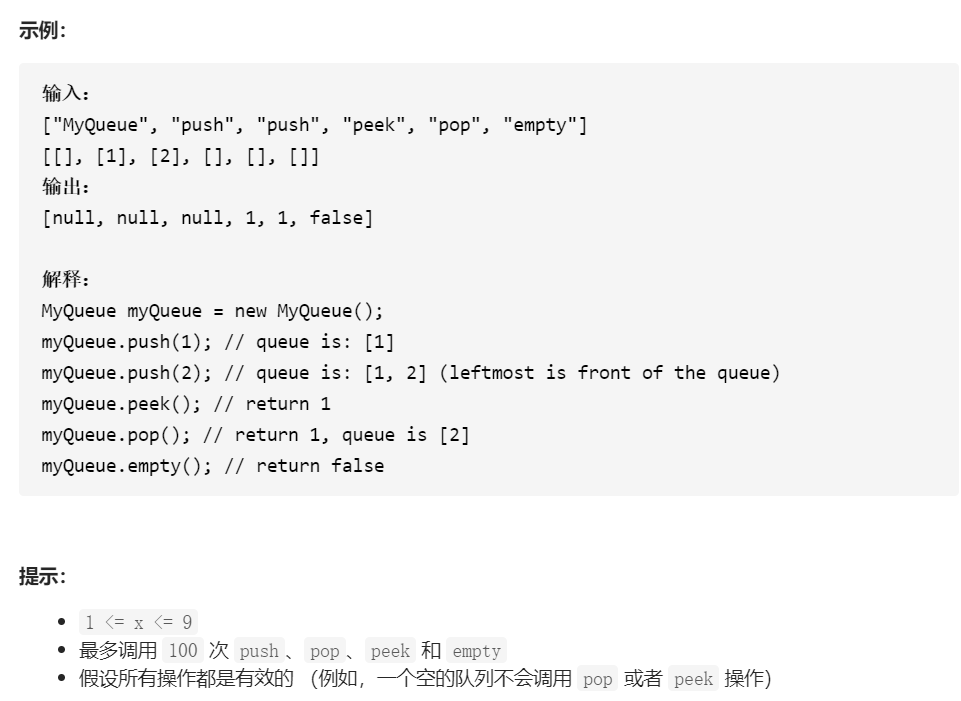 示例：
输入：
["MyQueue", "push", "push", "peek", "pop", "empty"]
[[], [1], [2], [], [], []]
输出：
[null, null, null, 1, 1, false]
解释：
MyQueue myQueue = new MyQueue();
myQueue.push(1); // queue is: [1]
myQueue.push(2); // queue is: [1, 2] (leftmost is front of the queue)
myQueue.peek(); // return 1
myQueue.pop(); // return 1, queue is [2]
myQueue.empty(); // return false
提示：
• 1 <= x <= 9
• 最多调用 100 次 push 、 pop 、 peek 和 empty
• 假设所有操作都是有效的 （例如，一个空的队列不会调用 pop 或者 peek 操作）